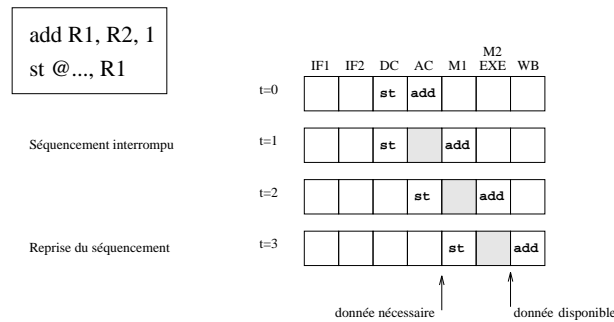 add R1, R2, 1
st @..., R1
M2
IF1 IF2 DC AC M1 EXE WB
t=0 st add
Séquencement interrompu t=1 st add
t=2 st add
Reprise du séquencement t=3 st add
donnée nécessaire donnée disponible